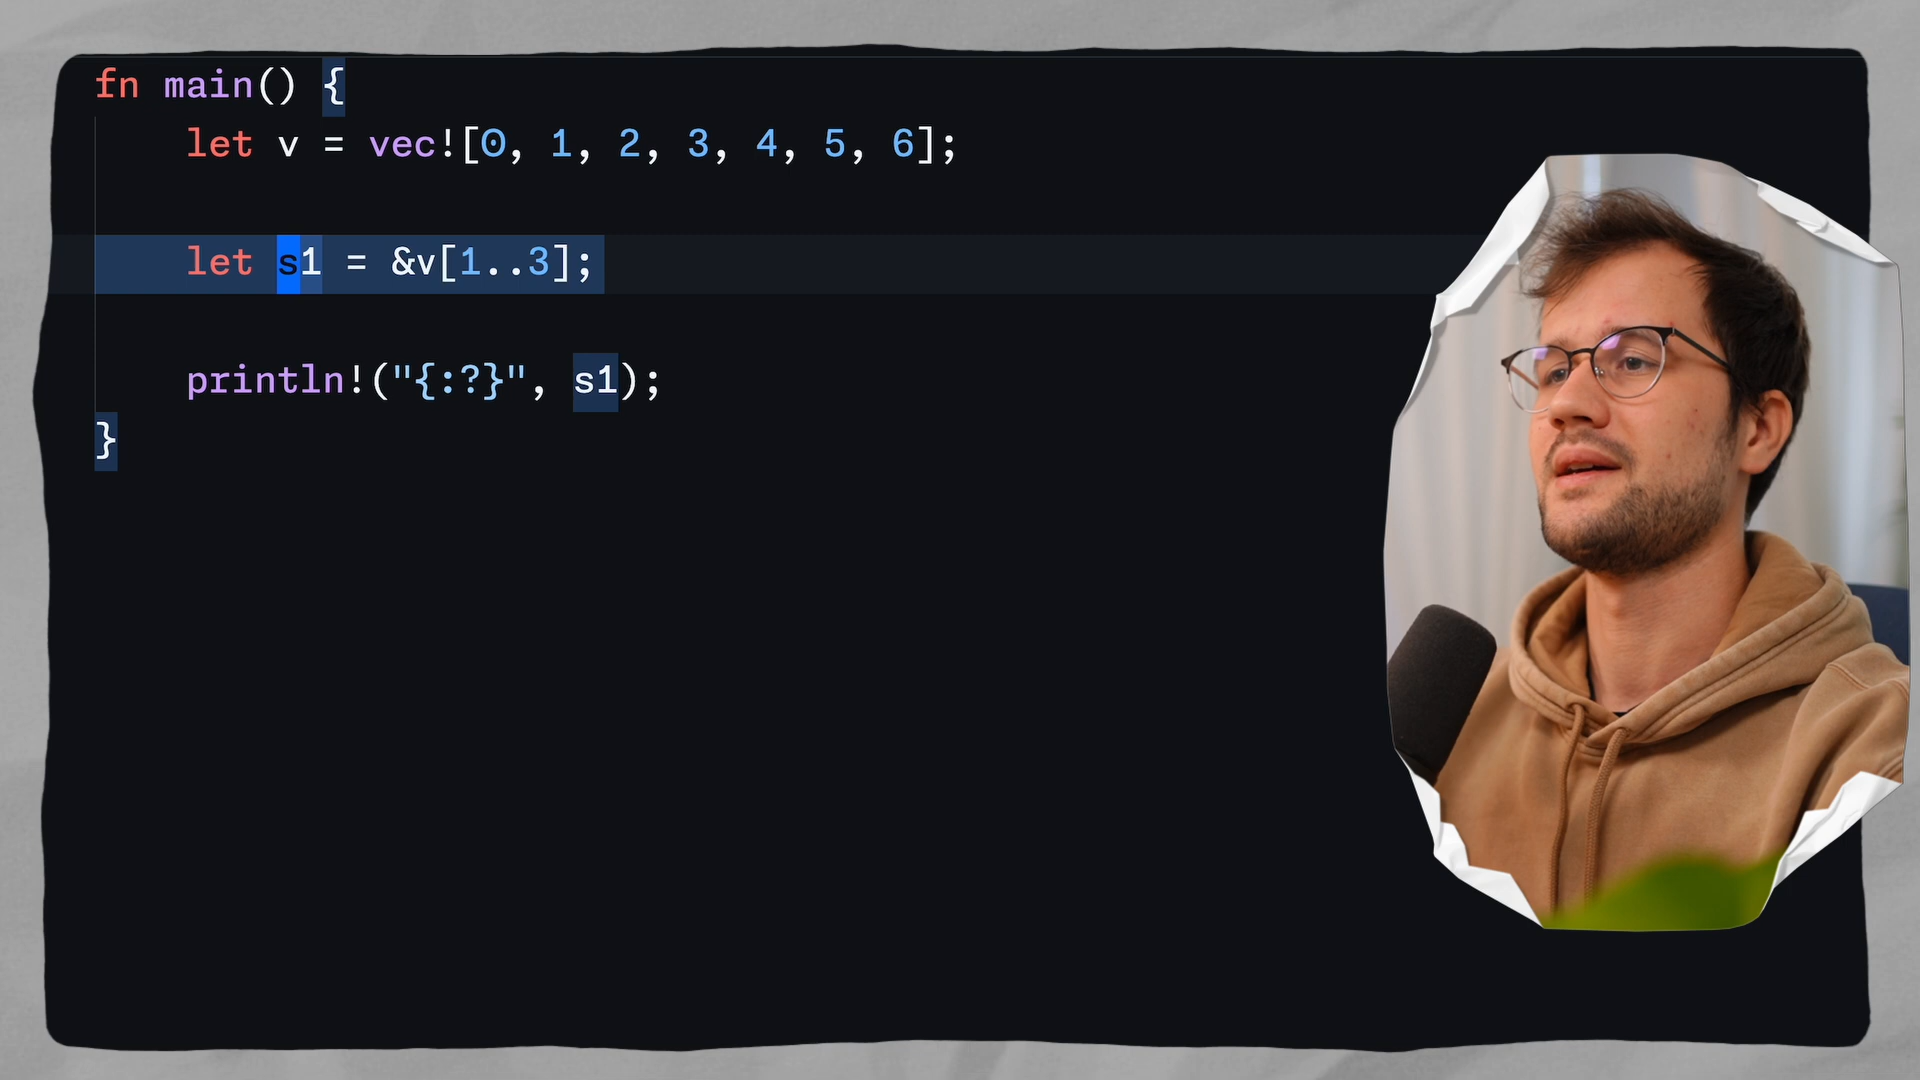 fn main() {
let v = vec![0, 1, 2, 3, 4, 5, 6];
let s1 = &v[1..3];
println!("{:?}", s1);
}